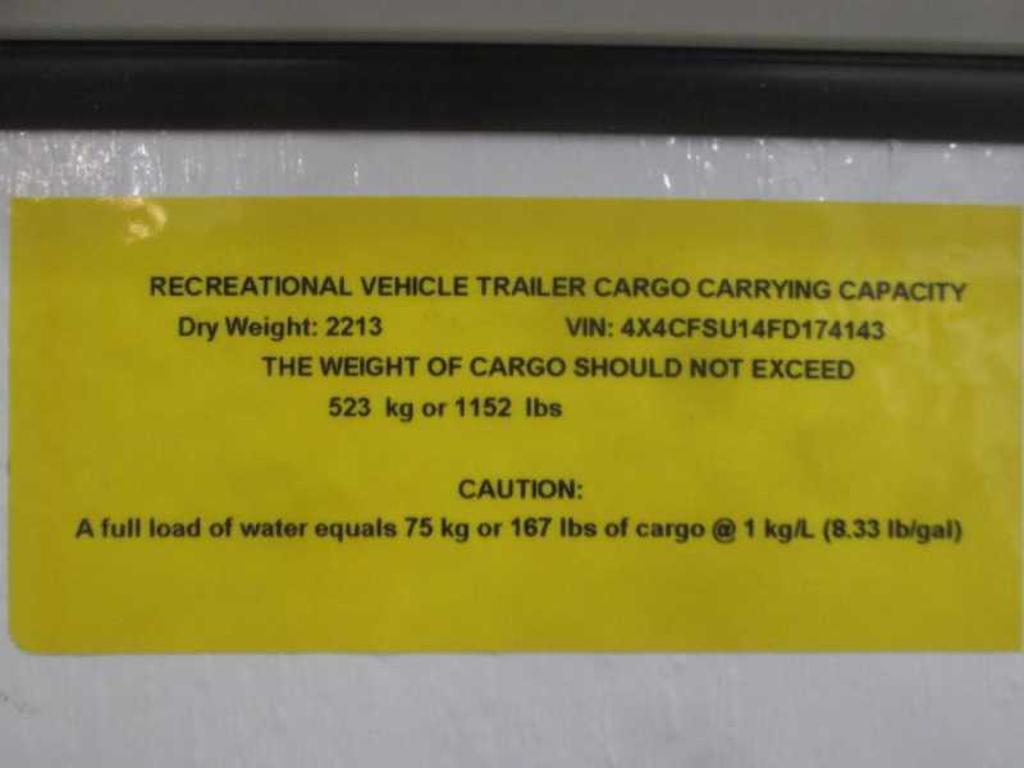 RECREATIONAL VEHICLE TRAILER CARGO CARRYING CAPACITY
Dry Weight: 2213 VIN: 4X4CFSU14FD174143
THE WEIGHT OF CARGO SHOULD NOT EXCEED
523 kg or 1152 lbs
CAUTION:
A full load of water equals 75 kg or 167 lbs of cargo @ 1 kg/L (8.33 lb/gal)